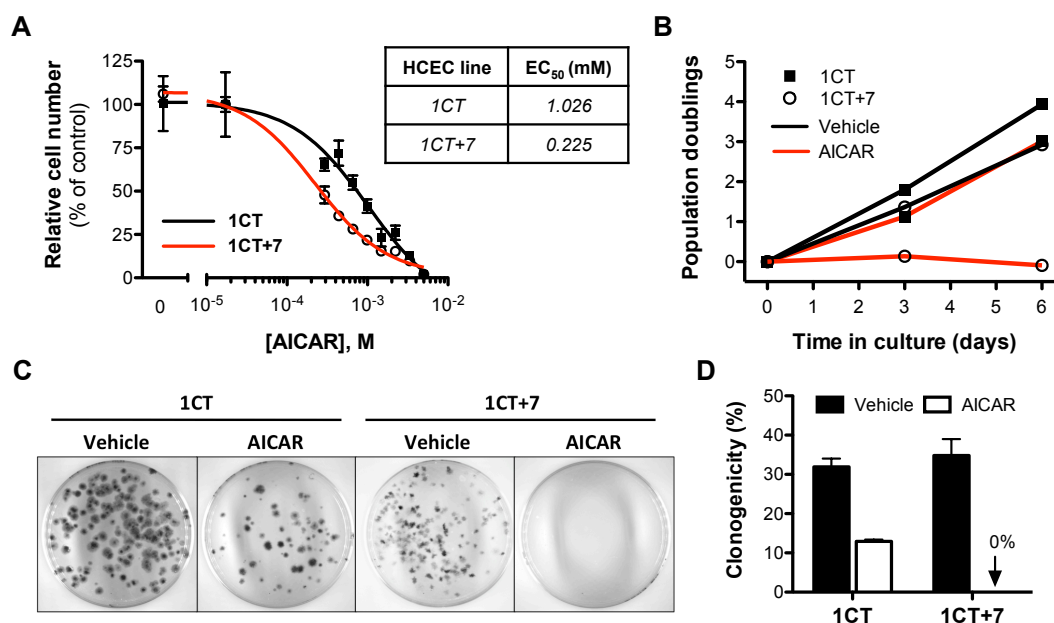 A
Relative cell number
(% of control)
125
100
75
50
25
0
0
10-5
10-4
10-3
10-2
[AICAR], M
1CT
1CT+7
HCEC line EC50 (mM)
1CT 1.026
1CT+7 0.225
B
Population doublings
5
4
3
2
1
0
0 1 2 3 4 5 6
Time in culture (days)
1CT
1CT+7
Vehicle
AICAR
C
1CT 1CT+7
Vehicle AICAR Vehicle AICAR
D
Clonogenicity (%)
50
40
30
20
10
0
Vehicle AICAR
0%
1CT 1CT+7